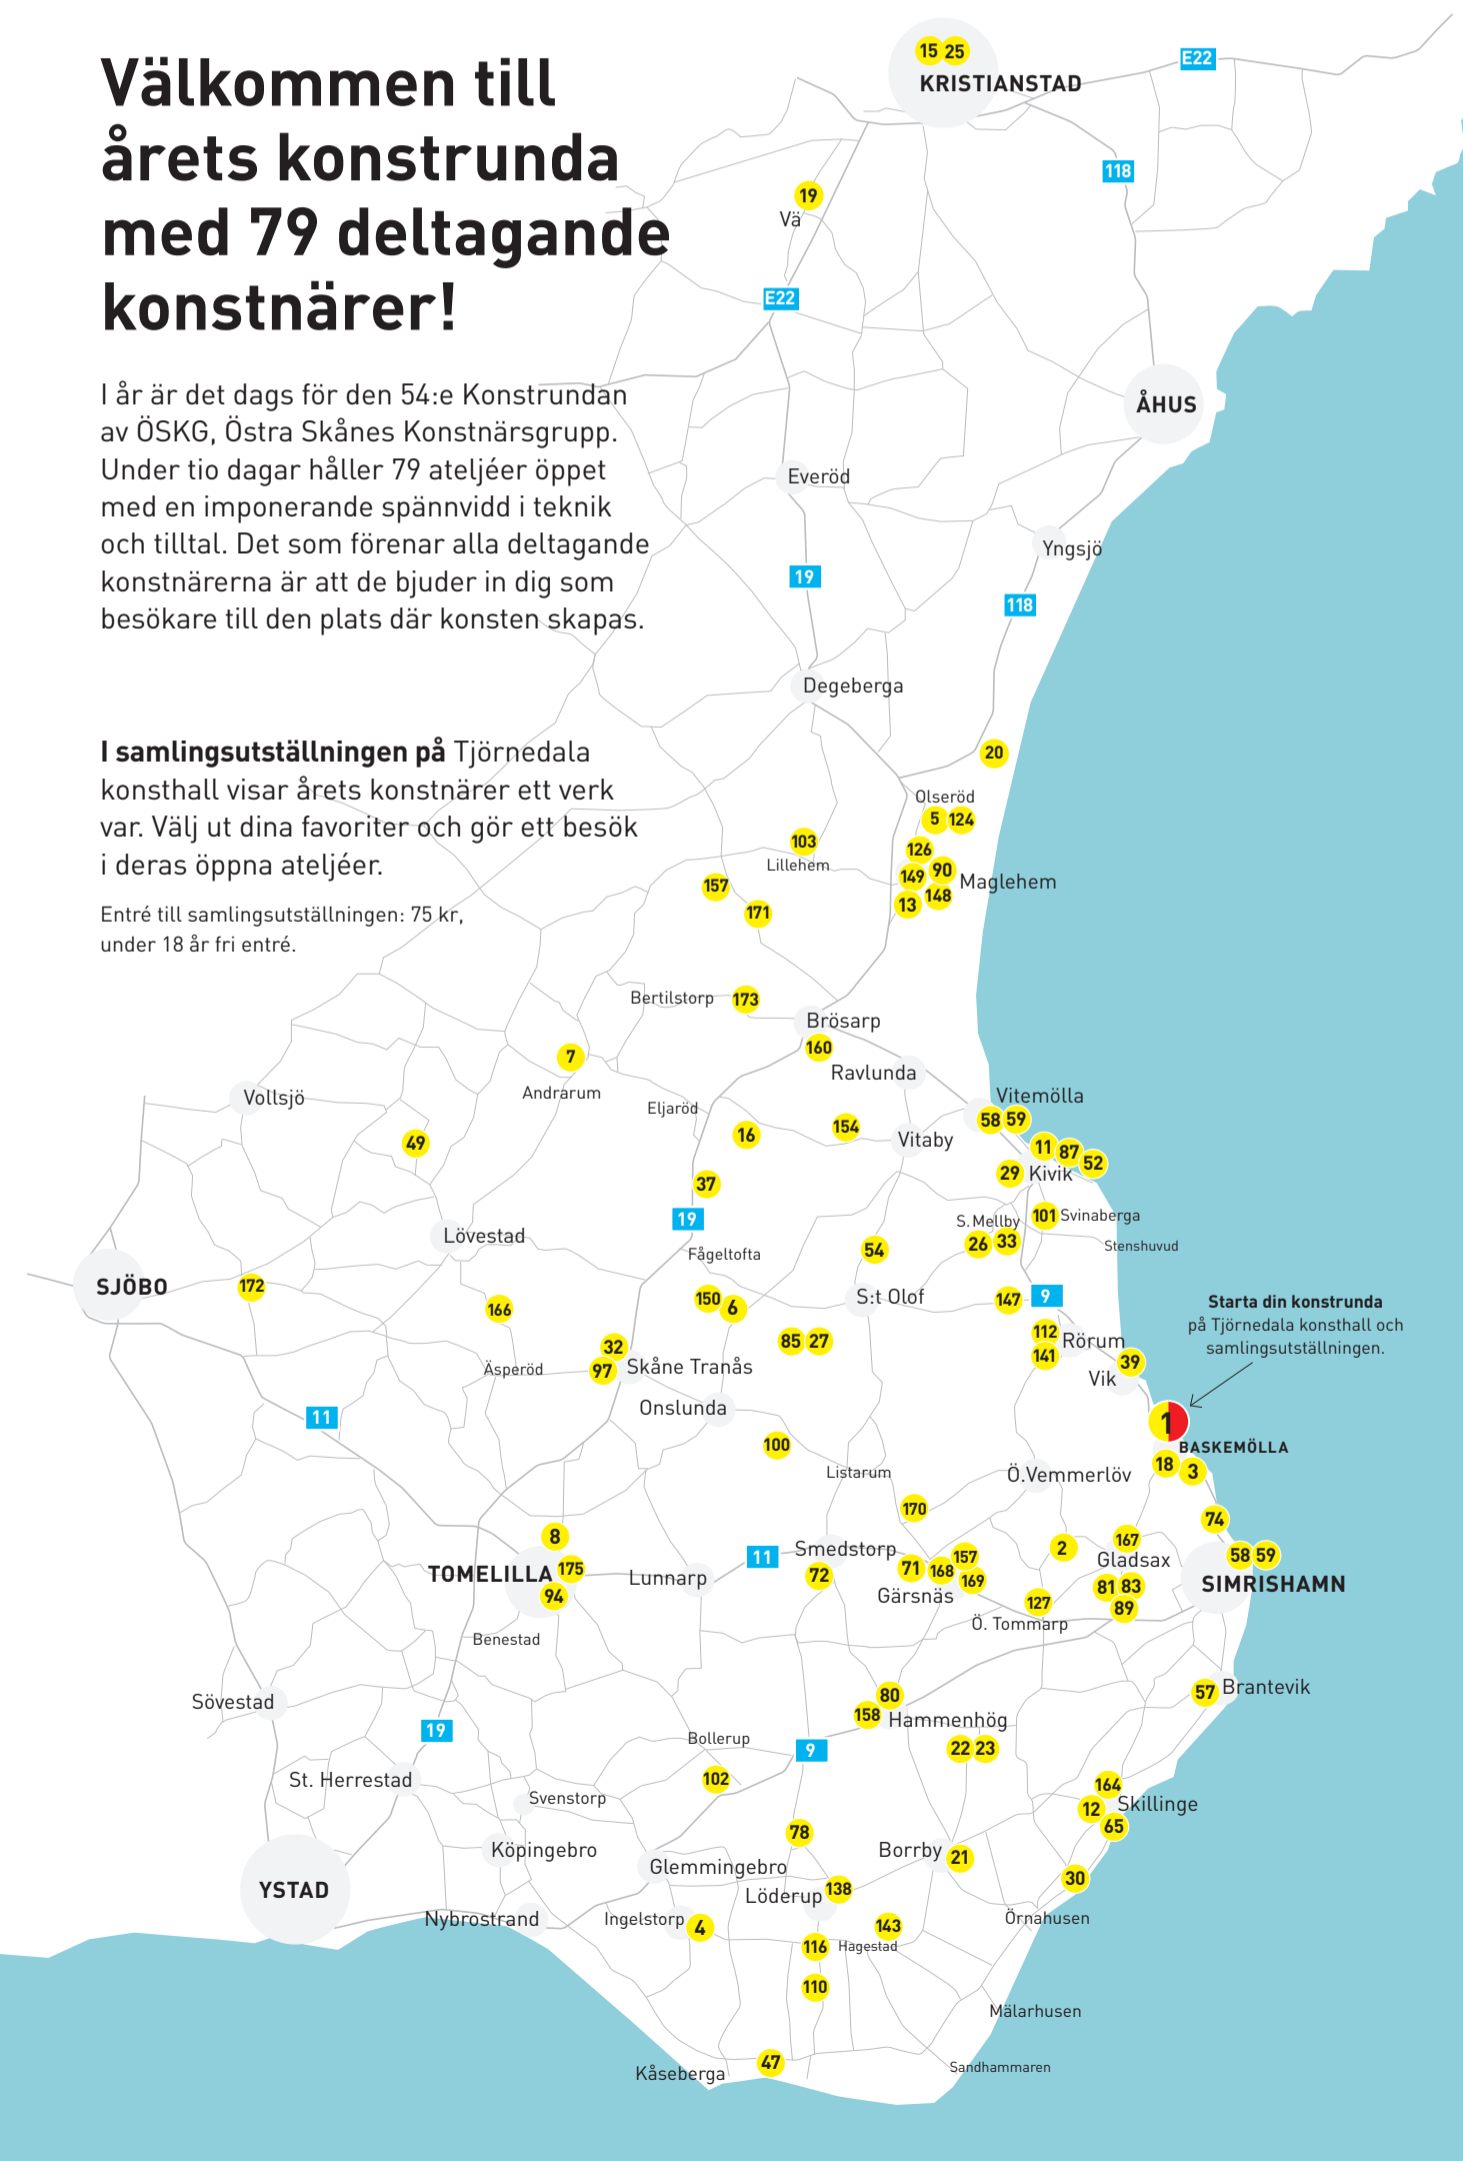 Välkommen till
årets konstrunda
med 79 deltagande
konstnärer!
I år är det dags för den 54:e Konstrundan
av ÖSKG, Östra Skånes Konstnärsgrupp.
Under tio dagar håller 79 ateljéer öppet
med en imponerande spännvidd i teknik
och tilltal. Det som förenar alla deltagande
konstnärerna är att de bjuder in dig som
besökare till den plats där konsten skapas.
I samlingsutställningen på Tjörnedala
konsthall visar årets konstnärer ett verk
var. Välj ut dina favoriter och gör ett besök
i deras öppna ateljéer.
Entré till samlingsutställningen: 75 kr,
under 18 år fri entré.
15 25
KRISTIANSTAD
E22
118
19
Vä
E22
ÅHUS
Everöd
Yngsjö
19
118
Degeberga
20
Olseröd
5 124
103
126
Lillehem
149 90
Maglehem
157
148
13
171
Bertilstorp 173
Brösarp
160
7
Ravlunda
Andrarum
Vollsjö
Vitemölla
Eljaröd
58 59
16
154
49
Vitaby
11 87 52
29 Kivik
37
19
101 Svinaberga
S. Mellby
26 33
Stenshuvud
Lövestad
54
Fågeltofta
SJÖBO
172
166
150 6
S:t Olof
147
9
Starta din konstrunda
på Tjörnedala konsthall och
samlingsutställningen.
112
Rörum
141
85 27
32
97
Skåne Tranås
Äsperöd
39
Vik
Onslunda
11
1
BASKEMÖLLA
100
18 3
Listarum
Ö.Vemmerlöv
170
74
8
167
2
Gladsax
58 59
11
Smedstorp
157
TOMELILLA
175
71 168
Lunnarp
72
169
81 83
SIMRISHAMN
94
Gärsnäs
127
89
Ö. Tommarp
Benestad
57 Brantevik
80
Sövestad
158
Hammenhög
19
Bollerup
9
22 23
102
St. Herrestad
164
Svenstorp
12
Skillinge
65
78
Köpingebro
Borrby
21
Glemmingebro
30
YSTAD
138
Löderup
Nybrostrand
Ingelstorp
4
Örnahusen
143
116
Hagestad
110
Mälarhusen
47
Kåseberga
Sandhammaren